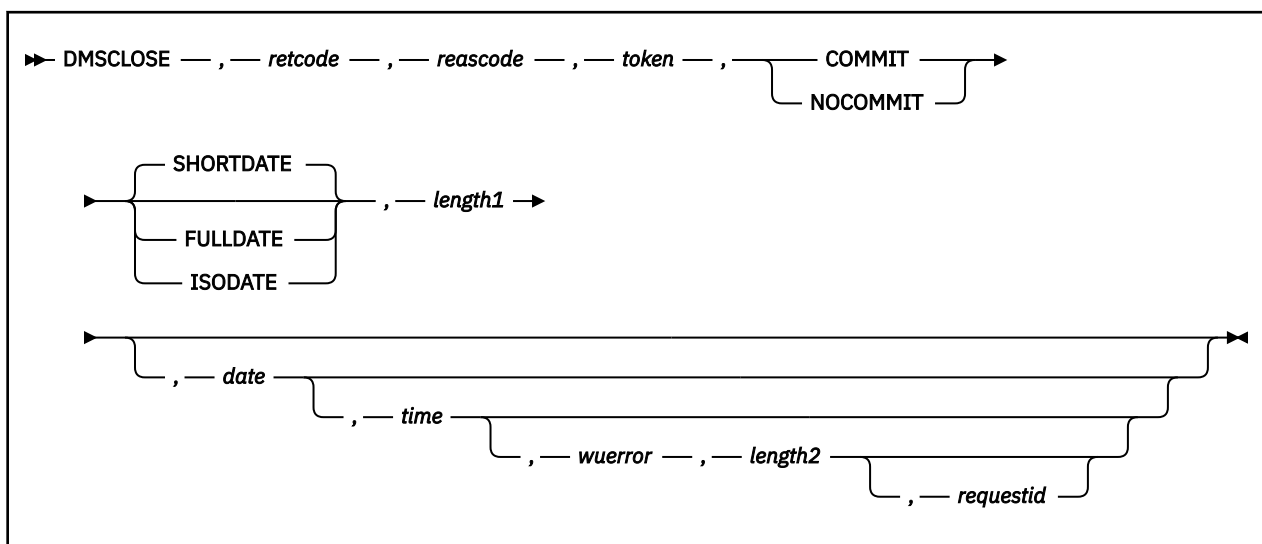 DMSCLOSE , retcode , reascode , token , COMMIT
NOCOMMIT
SHORTDATE
, length1
FULLDATE
ISODATE
, date
, time
, wuerror , length2
, requestid